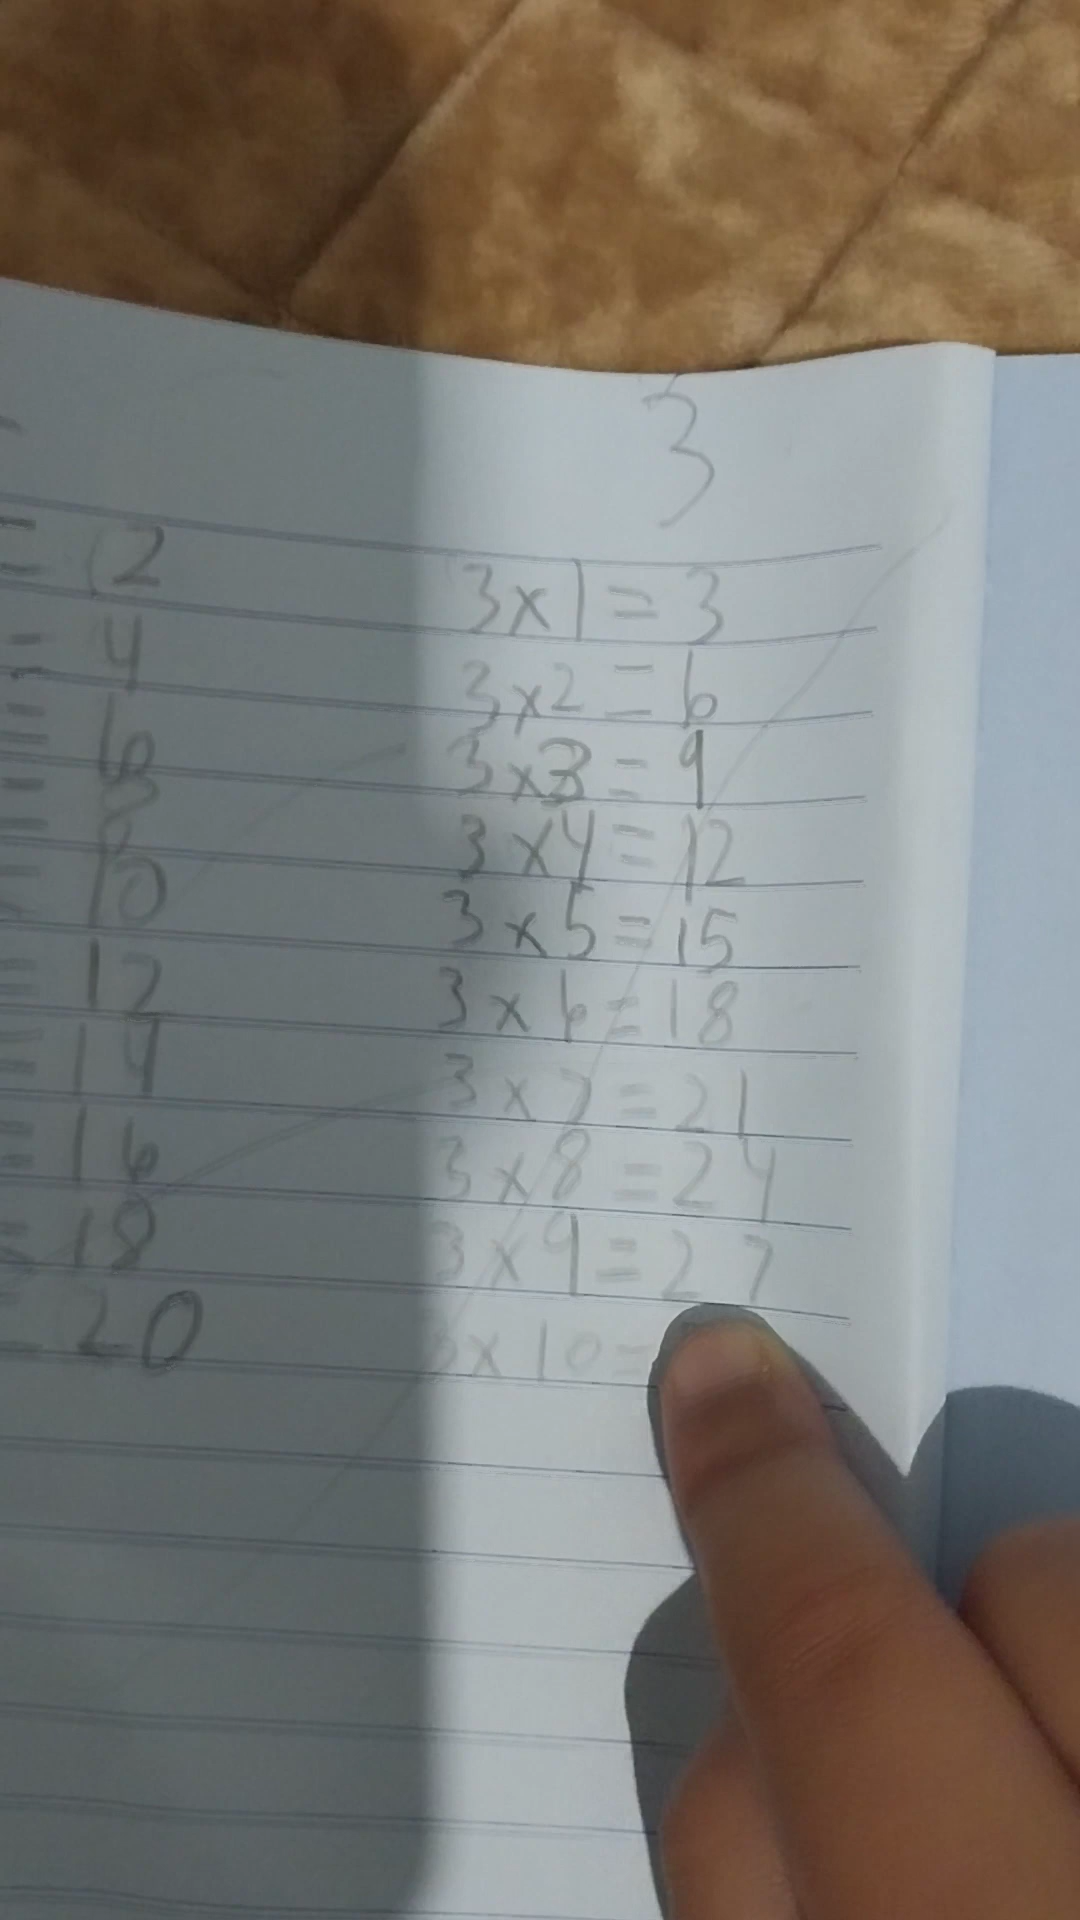 3
= 2
3x1=3
= 4
3x2=6
= 6
3x3=9
= 8
3x4=12
= 10
3x5=15
= 12
3x6=18
= 14
3x7=21
= 16
3x8=24
= 18
3x9=27
= 20
3x10=